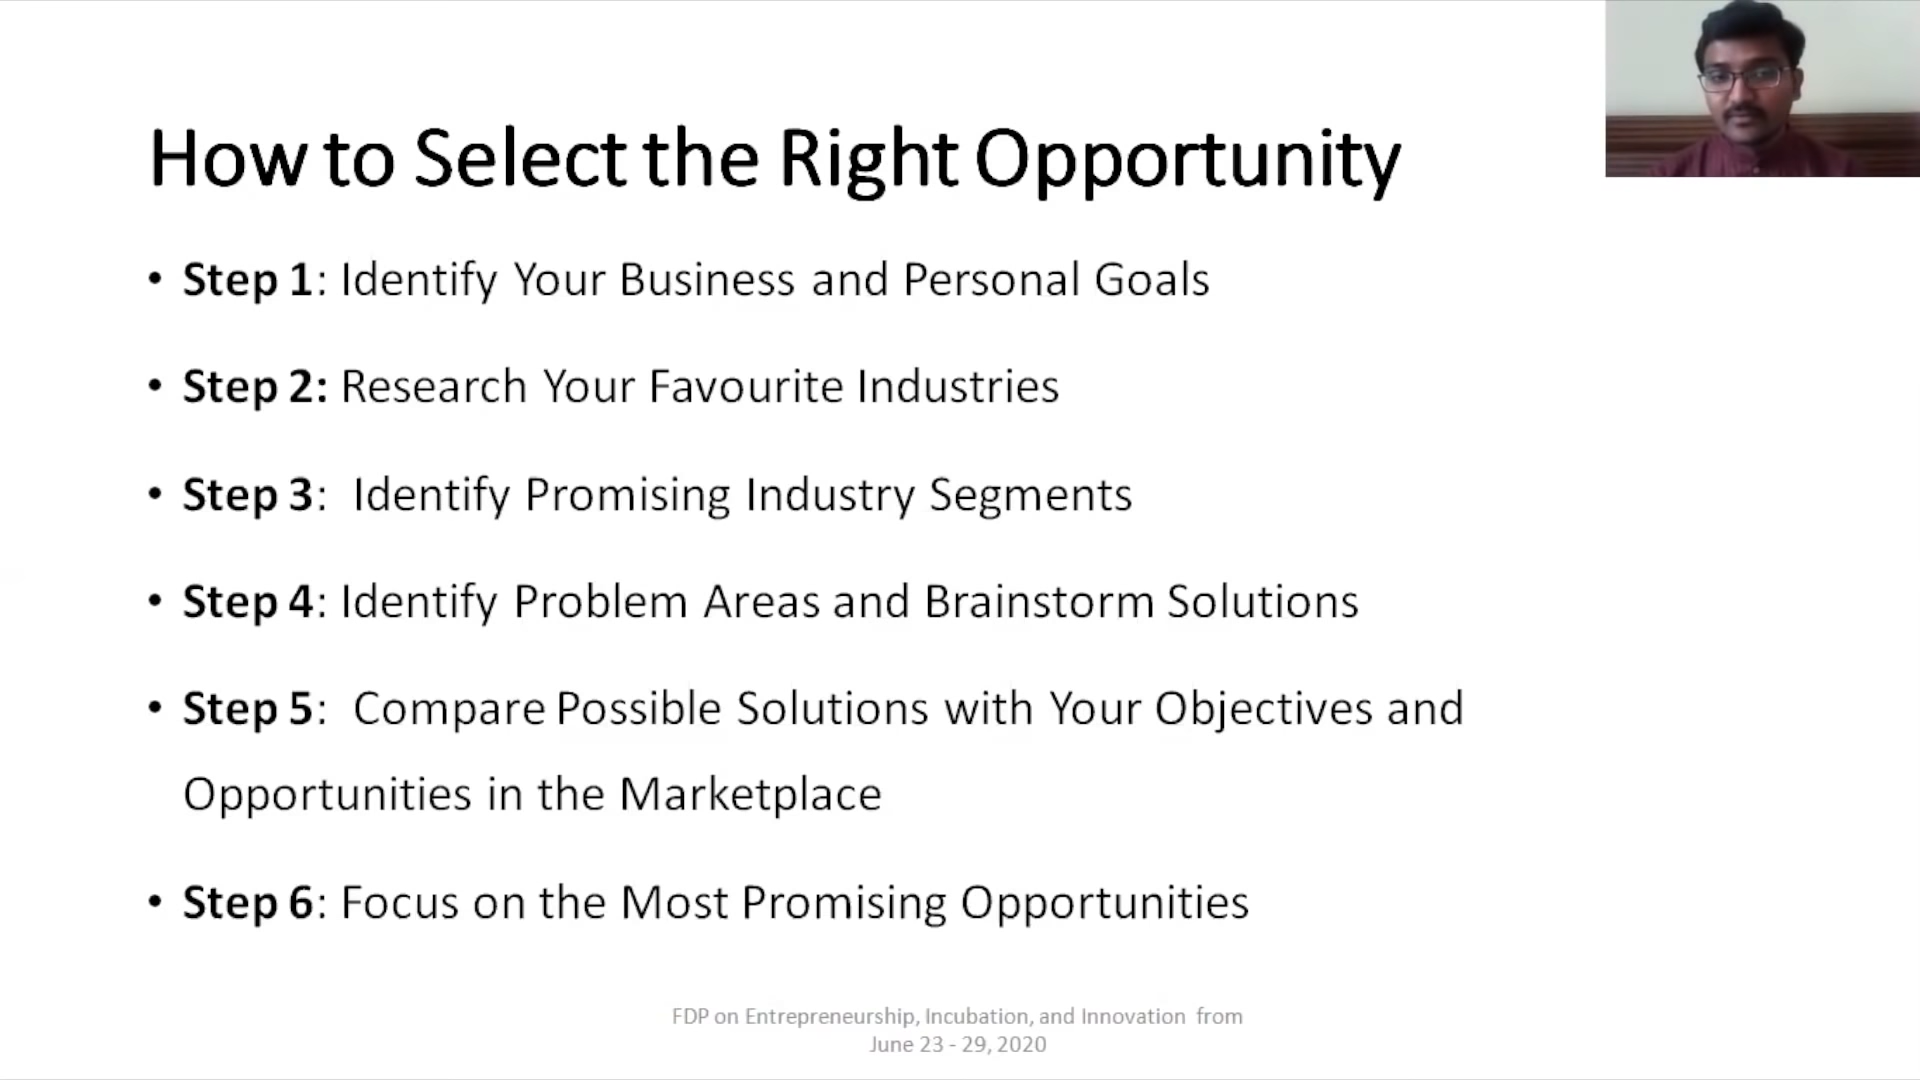 How to Select the Right Opportunity
• Step 1: Identify Your Business and Personal Goals
• Step 2: Research Your Favourite Industries
• Step 3:  Identify Promising Industry Segments
• Step 4: Identify Problem Areas and Brainstorm Solutions
• Step 5:  Compare Possible Solutions with Your Objectives and
Opportunities in the Marketplace
• Step 6: Focus on the Most Promising Opportunities
FDP on Entrepreneurship, Incubation, and Innovation from
June 23 - 29, 2020